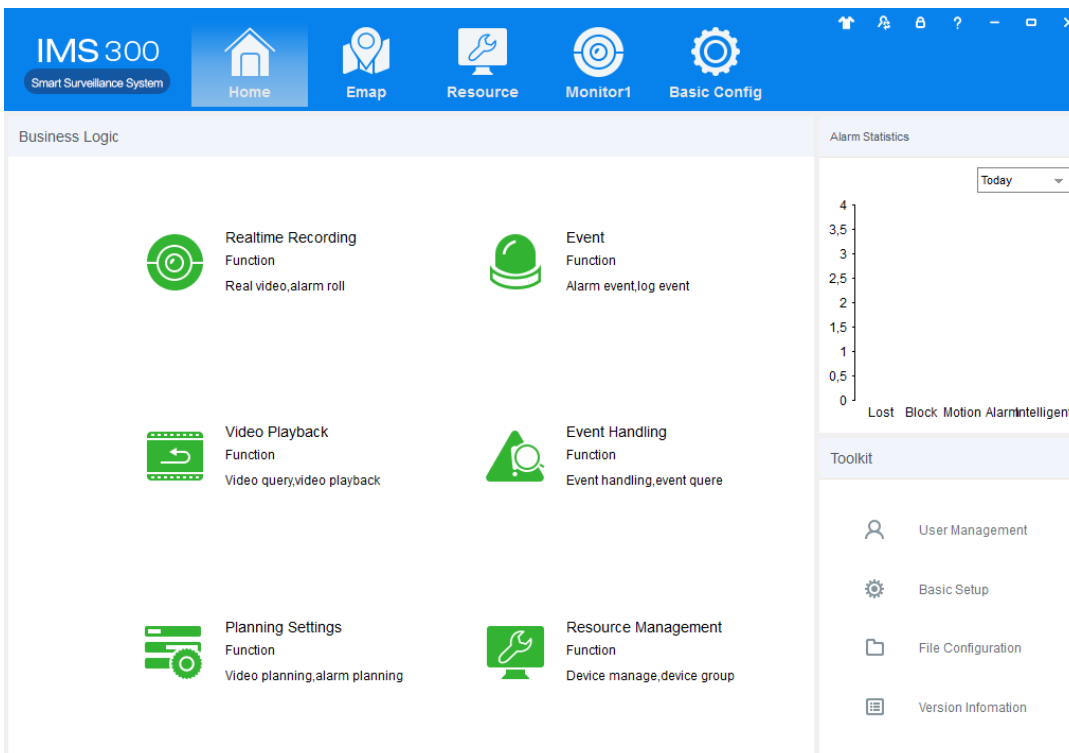 IMS 300
Smart Surveillance System
Home
Emap
Resource
Monitor1
Basic Config
?
Business Logic
Realtime Recording
Function
Real video,alarm roll
Event
Function
Alarm event,log event
Video Playback
Function
Video query,video playback
Event Handling
Function
Event handling,event quere
Planning Settings
Function
Video planning,alarm planning
Resource Management
Function
Device manage,device group
Alarm Statistics
Today
4
3,5
3
2,5
2
1,5
1
0,5
0
Lost Block Motion Alarm Intelligent
Toolkit
User Management
Basic Setup
File Configuration
Version Infomation